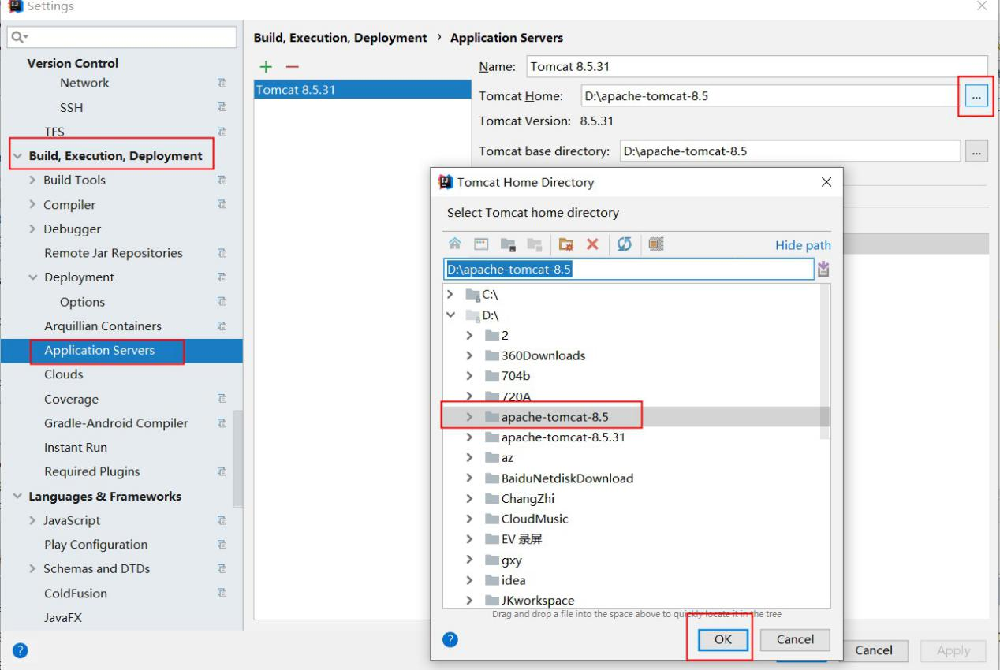 Settings
Version Control
Network
SSH
TFS
Build, Execution, Deployment
Build Tools
Compiler
Debugger
Remote Jar Repositories
Deployment
Options
Arquillian Containers
Application Servers
Clouds
Coverage
Gradle-Android Compiler
Instant Run
Required Plugins
Languages & Frameworks
JavaScript
Play Configuration
Schemas and DTDs
ColdFusion
JavaFX
Build, Execution, Deployment › Application Servers
Tomcat 8.5.31
Name: Tomcat 8.5.31
Tomcat Home: D:\apache-tomcat-8.5 ...
Tomcat Version: 8.5.31
Tomcat base directory: D:\apache-tomcat-8.5 ...
Tomcat Home Directory
Select Tomcat home directory
Hide path
D:\apache-tomcat-8.5
C:\
D:\
2
360Downloads
704b
720A
apache-tomcat-8.5
apache-tomcat-8.5.31
az
BaiduNetdiskDownload
ChangZhi
CloudMusic
EV 录屏
gxy
idea
JKworkspace
Drag and drop a file into the space above to quickly locate it in the tree
? OK Cancel
? Cancel Apply